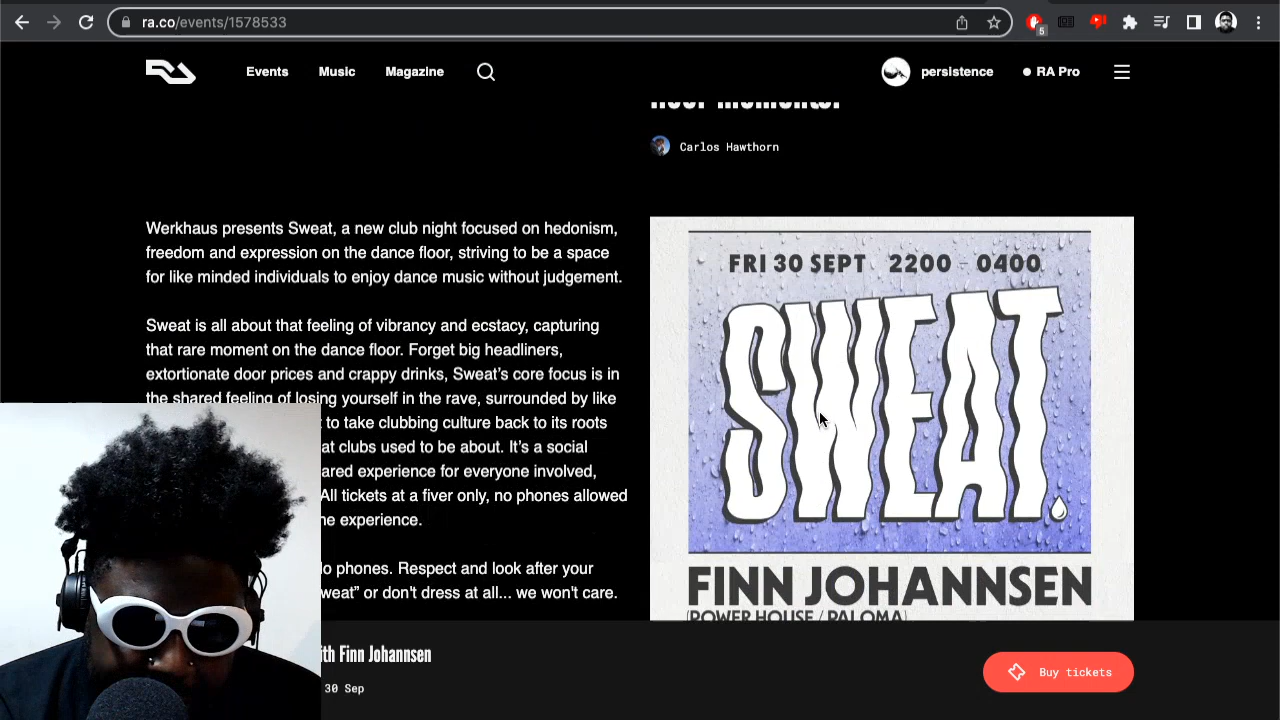 ra.co/events/1578533
5
Events Music Magazine
persistence
RA Pro
floor moments.
Carlos Hawthorn
Werkhaus presents Sweat, a new club night focused on hedonism,
freedom and expression on the dance floor, striving to be a space
for like minded individuals to enjoy dance music without judgement.
Sweat is all about that feeling of vibrancy and ecstacy, capturing
that rare moment on the dance floor. Forget big headliners,
extortionate door prices and crappy drinks, Sweat’s core focus is in
the shared feeling of losing yourself in the rave, surrounded by like
to take clubbing culture back to its roots
at clubs used to be about. It’s a social
ared experience for everyone involved,
All tickets at a fiver only, no phones allowed
he experience.
o phones. Respect and look after your
weat” or don't dress at all... we won't care.
FRI 30 SEPT 2200 - 0400
SWEAT.
FINN JOHANNSEN
(POWER HOUSE / PALOMA)
ith Finn Johannsen
30 Sep
Buy tickets